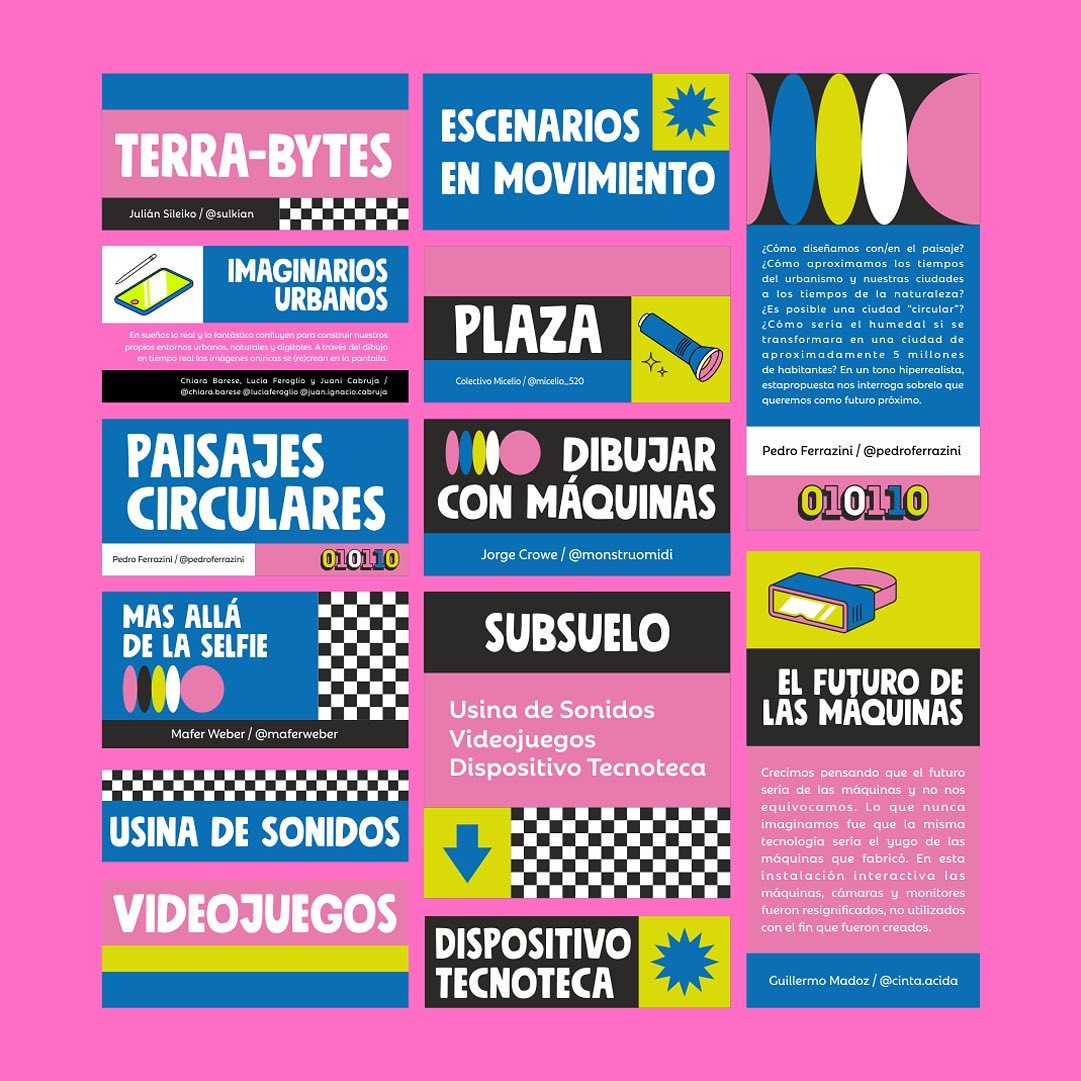 TERRA-BYTES
Julián Sileiko / @sulkian
IMAGINARIOS
URBANOS
En sueños lo real y lo fantástico confluyen para construir nuestros
propios entornos urbanos, naturales y digitales. A través del dibujo
en tiempo real las imágenes oníricas se (re)crean en la pantalla.
Chiara Barese, Lucía Feroglio y Juani Cabruja /
@chiara.barese @luciaferoglio @juan.ignacio.cabruja
PAISAJES
CIRCULARES
Pedro Ferrazini / @pedroferrazini
010110
MAS ALLÁ
DE LA SELFIE
Mafer Weber / @maferweber
USINA DE SONIDOS
VIDEOJUEGOS
ESCENARIOS
EN MOVIMIENTO
PLAZA
Colectivo Micelio / @micelio_520
DIBUJAR
CON MÁQUINAS
Jorge Crowe / @monstruomidi
SUBSUELO
Usina de Sonidos
Videojuegos
Dispositivo Tecnoteca
DISPOSITIVO
TECNOTECA
¿Cómo diseñamos con/en el paisaje?
¿Cómo aproximamos los tiempos
del urbanismo y nuestras ciudades
a los tiempos de la naturaleza?
¿Es posible una ciudad "circular"?
¿Cómo sería el humedal si se
transformara en una ciudad de
aproximadamente 5 millones
de habitantes? En un tono hiperrealista,
estapropuesta nos interroga sobrelo que
queremos como futuro próximo.
Pedro Ferrazini / @pedroferrazini
010110
EL FUTURO DE
LAS MÁQUINAS
Crecimos pensando que el futuro
sería de las máquinas y no nos
equivocamos. Lo que nunca
imaginamos fue que la misma
tecnología sería el yugo de las
máquinas que fabricó. En esta
instalación interactiva las
máquinas, cámaras y monitores
fueron resignificados, no utilizados
con el fin que fueron creados.
Guillermo Madoz / @cinta.acida